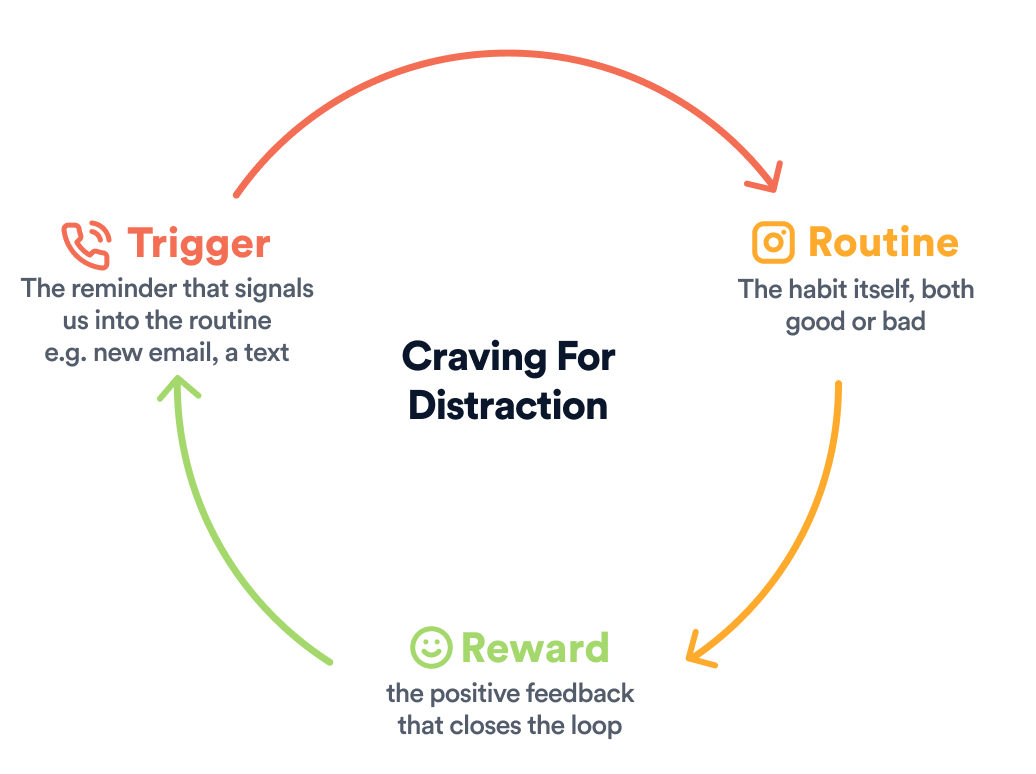 Trigger
The reminder that signals
us into the routine
e.g. new email, a text
Routine
The habit itself, both
good or bad
Craving For
Distraction
Reward
the positive feedback
that closes the loop